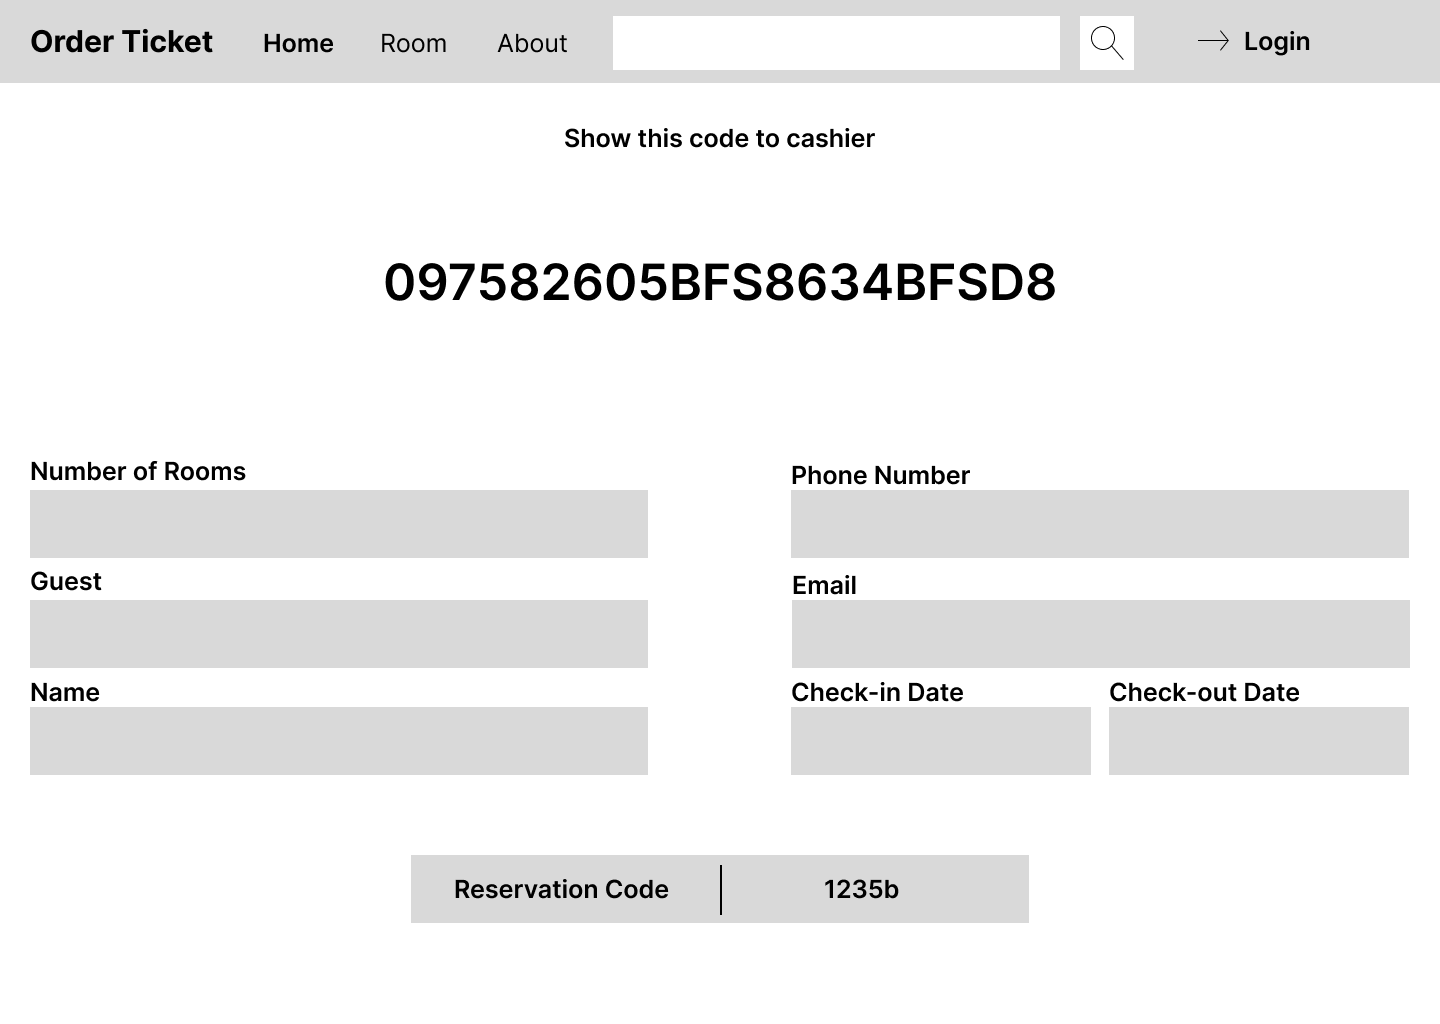 Order Ticket Home Room About Login
Show this code to cashier
097582605BFS8634BFSD8
Number of Rooms
Phone Number
Guest
Email
Name
Check-in Date Check-out Date
Reservation Code 1235b